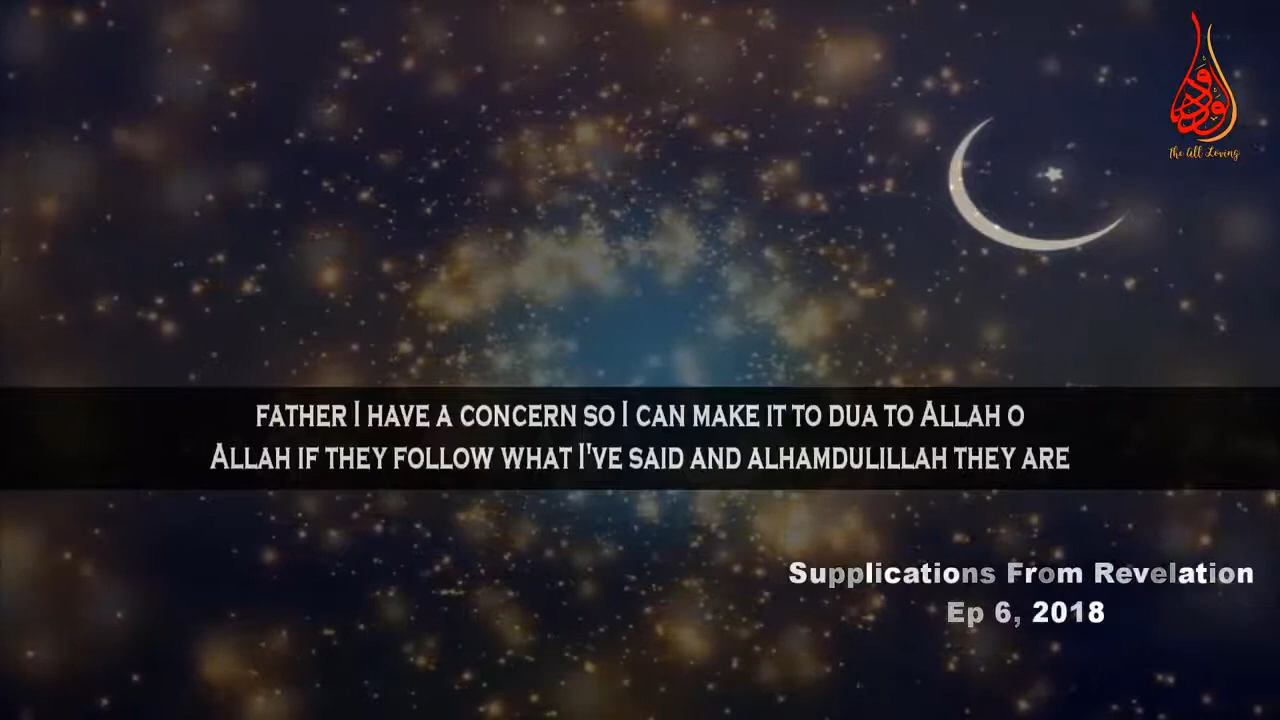 ودود
The All Loving
FATHER I HAVE A CONCERN SO I CAN MAKE IT TO DUA TO ALLAH O
ALLAH IF THEY FOLLOW WHAT I'VE SAID AND ALHAMDULILLAH THEY ARE
Supplications From Revelation
Ep 6, 2018